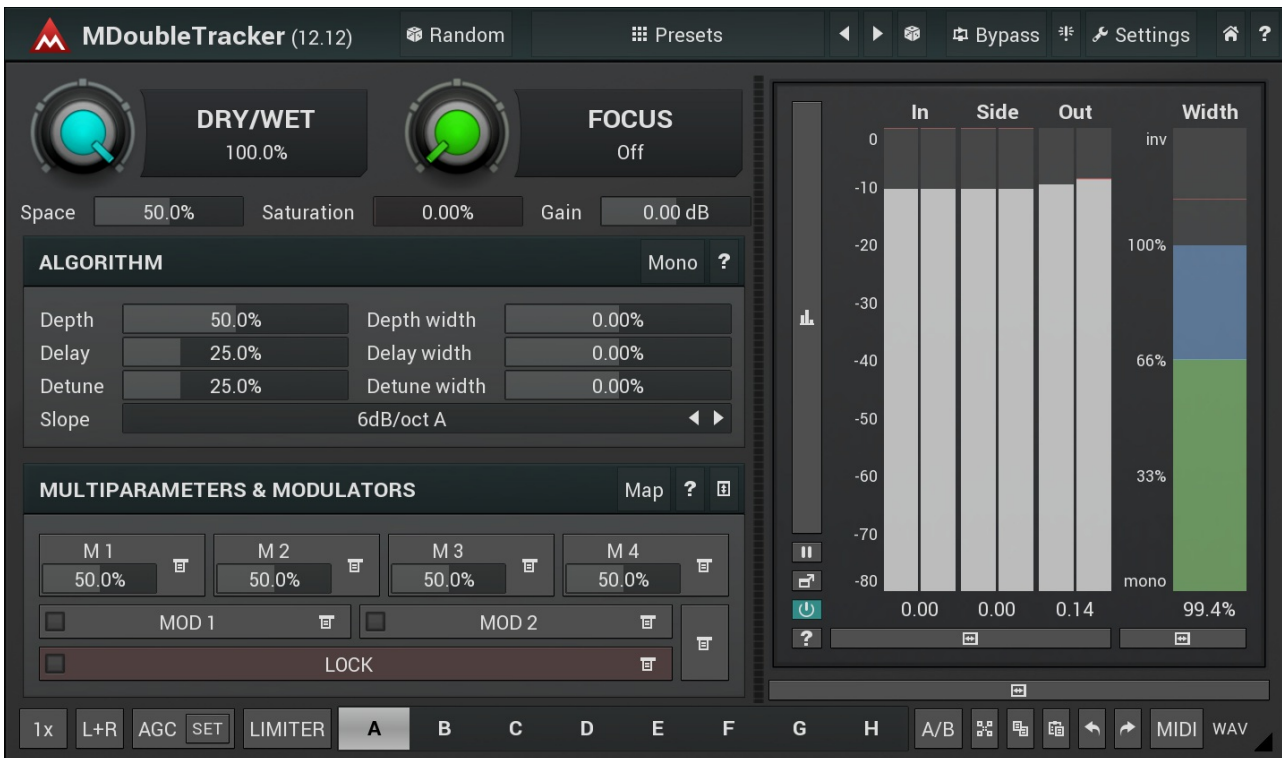 MDoubleTracker (12.12) Random Presets Bypass Settings ?
DRY/WET
100.0%
FOCUS
Off
Space 50.0% Saturation 0.00% Gain 0.00 dB
ALGORITHM Mono ?
Depth 50.0% Depth width 0.00%
Delay 25.0% Delay width 0.00%
Detune 25.0% Detune width 0.00%
Slope 6dB/oct A
MULTIPARAMETERS & MODULATORS Map ?
M 1 M 2 M 3 M 4
50.0% 50.0% 50.0% 50.0%
MOD 1 MOD 2
LOCK
In Side Out Width
0 inv
-10
-20 100%
-30
-40 66%
-50
-60 33%
-70
-80 mono
0.00 0.00 0.14 99.4%
?
1x L+R AGC SET LIMITER A B C D E F G H A/B MIDI WAV